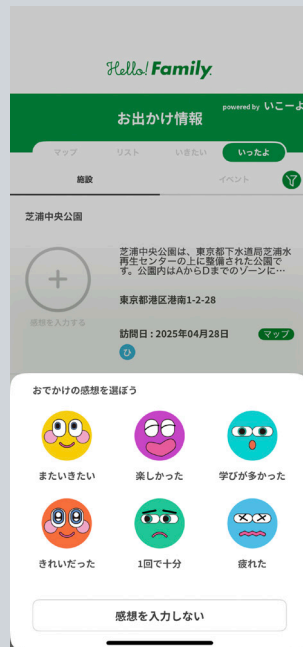 Hello! Family.
powered by いこーよ
お出かけ情報
マップ
リスト
いきたい
いったよ
施設
イベント
芝浦中央公園
芝浦中央公園は、東京都下水道局芝浦水
再生センターの上に整備された公園で
す。公園内はAからDまでのゾーンに…
感想を入力する
東京都港区港南1-2-28
訪問日：2025年04月28日
マップ
ひ
おでかけの感想を選ぼう
またいきたい
楽しかった
学びが多かった
きれいだった
1回で十分
疲れた
感想を入力しない